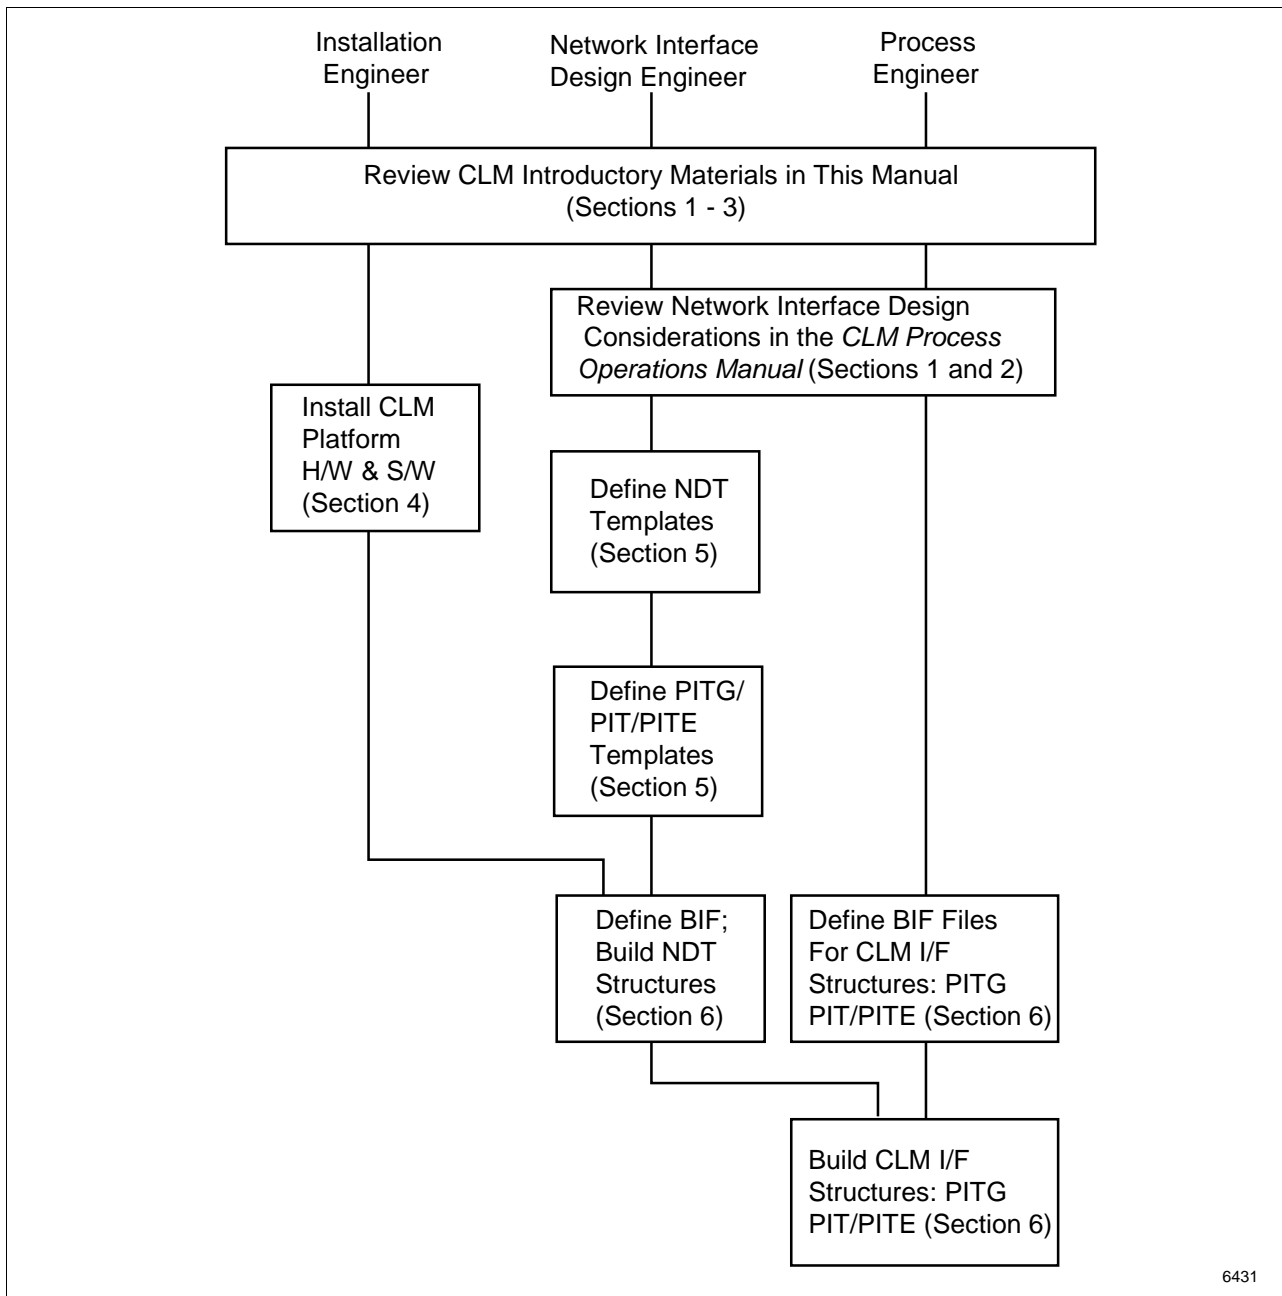 Installation
Engineer
Network Interface
Design Engineer
Process
Engineer
Review CLM Introductory Materials in This Manual
(Sections 1 - 3)
Review Network Interface Design
Considerations in the CLM Process
Operations Manual (Sections 1 and 2)
Install CLM
Platform
H/W & S/W
(Section 4)
Define NDT
Templates
(Section 5)
Define PITG/
PIT/PITE
Templates
(Section 5)
Define BIF;
Build NDT
Structures
(Section 6)
Define BIF Files
For CLM I/F
Structures: PITG
PIT/PITE (Section 6)
Build CLM I/F
Structures: PITG
PIT/PITE (Section 6)
6431